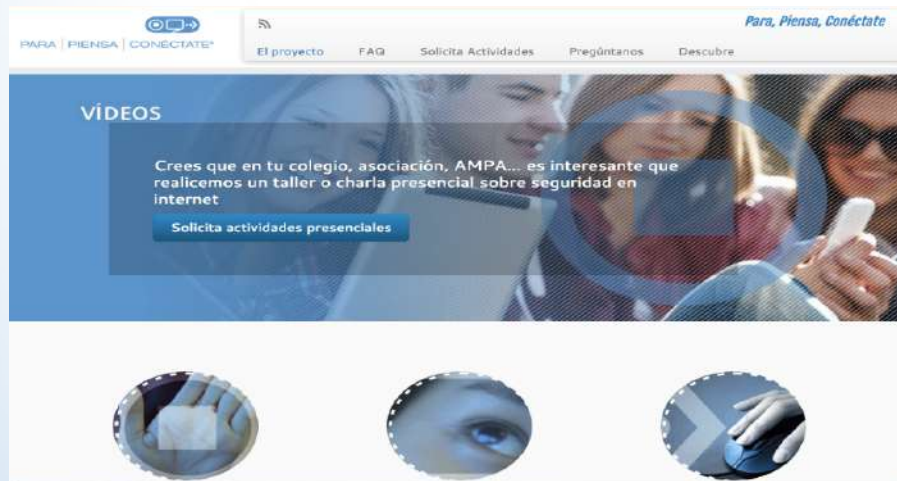 Para, Piensa, Conéctate
PARA | PIENSA | CONÉCTATE®
El proyecto FAQ Solicita Actividades Pregúntanos Descubre
VÍDEOS
Crees que en tu colegio, asociación, AMPA... es interesante que
realicemos un taller o charla presencial sobre seguridad en
internet
Solicita actividades presenciales